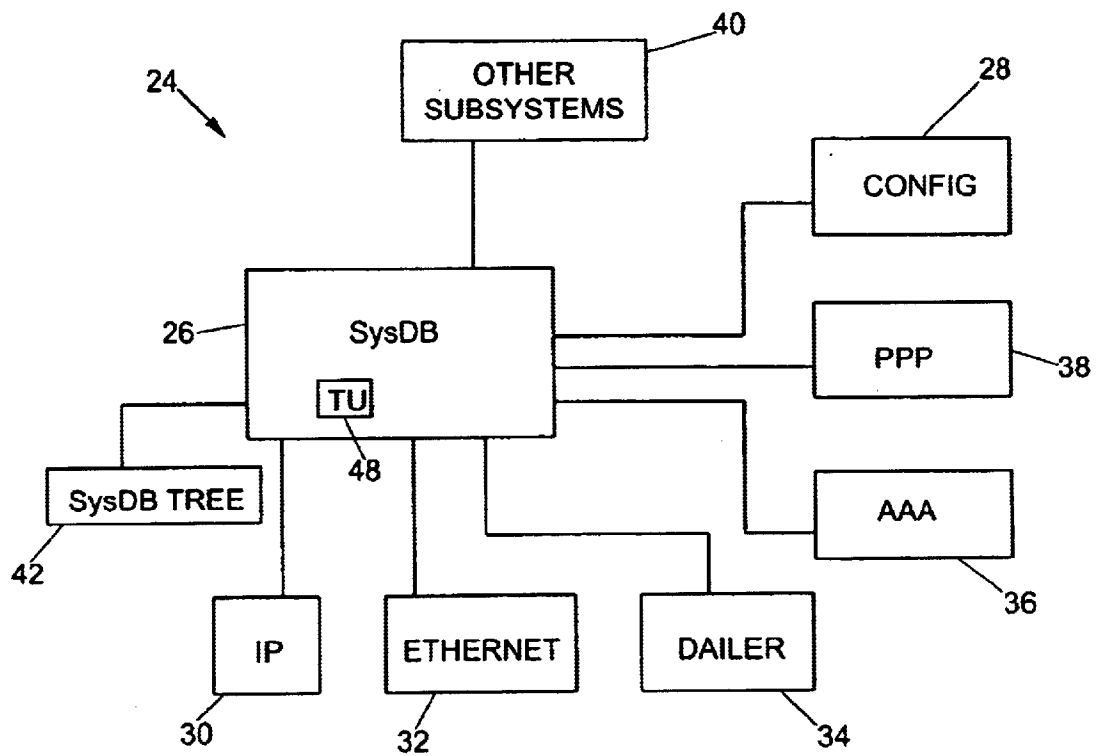 40
OTHER
SUBSYSTEMS
24
28
CONFIG
26
SysDB
PPP
38
TU
48
SysDB TREE
42
AAA
36
IP
ETHERNET
DAILER
30
32
34